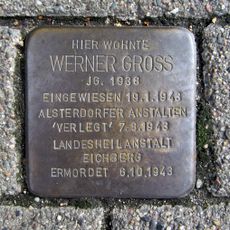 HIER WOHNTE
WERNER GROSS
JG. 1938
EINGEWIESEN 19.1.1943
ALSTERDORFER ANSTALTEN
'VERLEGT' 7.8.1943
LANDESHEILANSTALT
EICHBERG
ERMORDET 6.10.1943